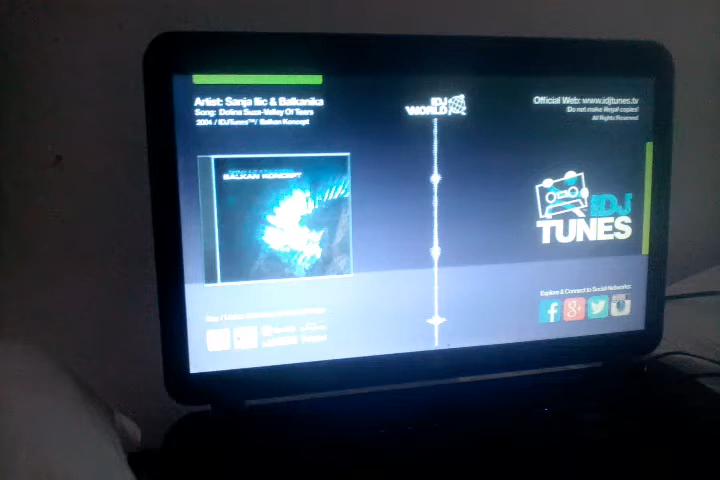 Artist: Sanja Ilic & Balkanika
Song: Dolina Suza-Valley Of Tears
2004 / IDJTunes™/ Balkan Koncept
IDJ
WORLD
Official Web: www.idjtunes.tv
Do not make illegal copies!
All Rights Reserved
BALKAN KONCEPT
IDJ
TUNES
Explore & Connect to Social Networks:
f
g+